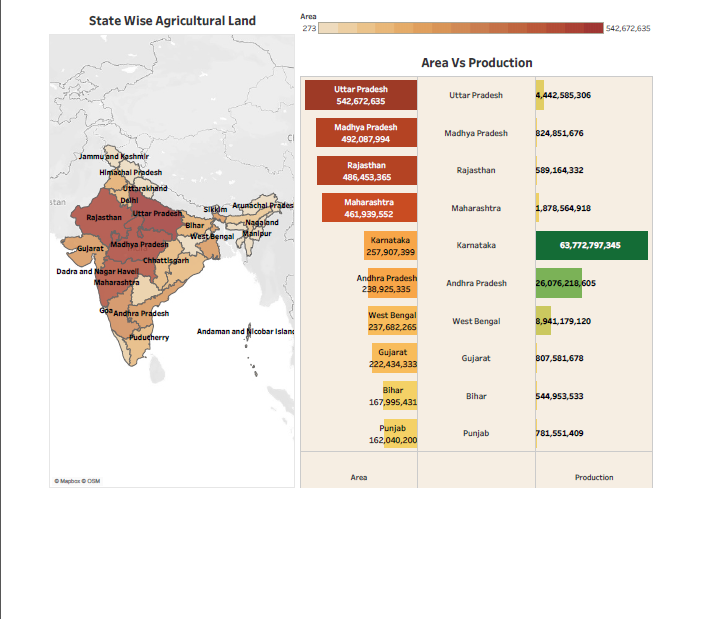 State Wise Agricultural Land
Area
273
542,672,635
Area Vs Production
Jammu and Kashmir
Himachal Pradesh
Uttarakhand
Delhi
Sikkim
Arunachal Prades
Rajasthan
Uttar Pradesh
Nagaland
Bihar
Manipur
West Bengal
Gujarat
Madhya Pradesh
Chhattisgarh
Dadra and Nagar Haveli
Maharashtra
Goa
Andhra Pradesh
Puducherry
Andaman and Nicobar Islanc
© Mapbox © OSM
Uttar Pradesh
542,672,635
Uttar Pradesh
4,442,585,306
Madhya Pradesh
492,087,994
Madhya Pradesh
824,851,676
Rajasthan
486,453,365
Rajasthan
589,164,332
Maharashtra
461,939,552
Maharashtra
1,878,564,918
Karnataka
257,907,399
Karnataka
63,772,797,345
Andhra Pradesh
238,925,335
Andhra Pradesh
26,076,218,605
West Bengal
237,682,265
West Bengal
8,941,179,120
Gujarat
222,434,333
Gujarat
807,581,678
Bihar
167,995,431
Bihar
544,953,533
Punjab
162,040,200
Punjab
781,551,409
Area
Production